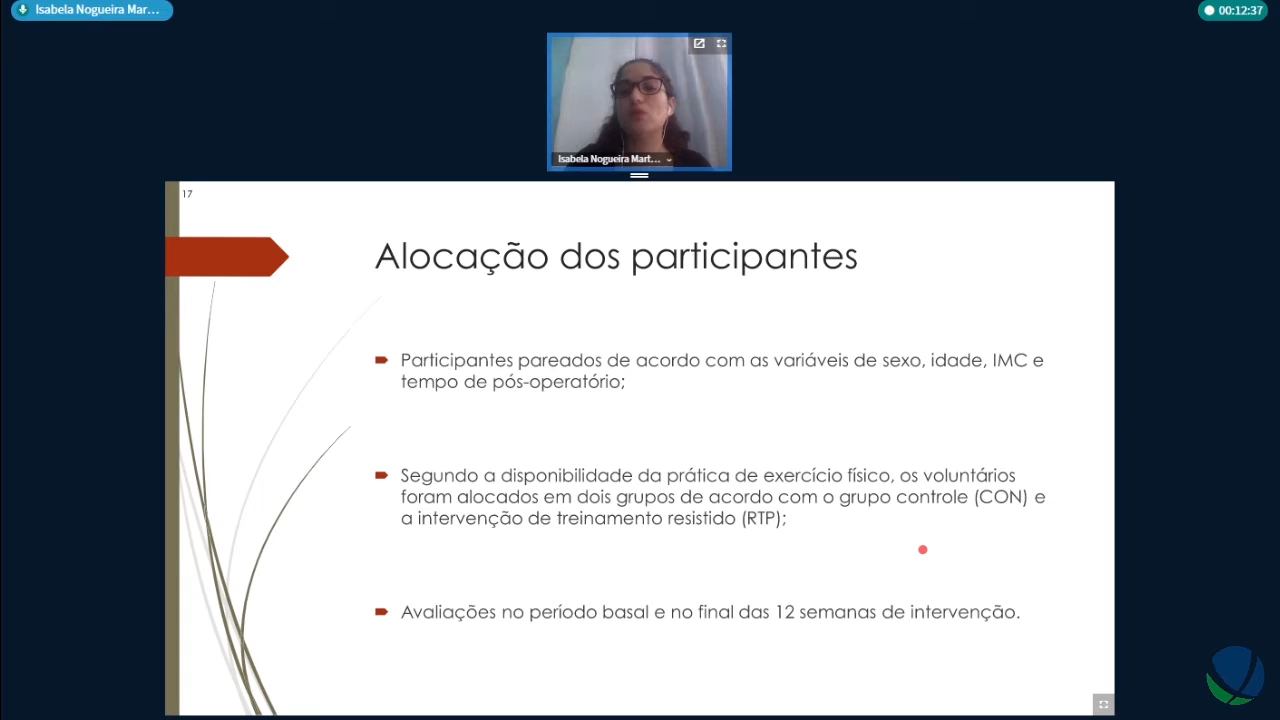 Isabela Nogueira Mar...
00:12:37
Isabela Nogueira Mart...
17
Alocação dos participantes
Participantes pareados de acordo com as variáveis de sexo, idade, IMC e
tempo de pós-operatório;
Segundo a disponibilidade da prática de exercício físico, os voluntários
foram alocados em dois grupos de acordo com o grupo controle (CON) e
a intervenção de treinamento resistido (RTP);
Avaliações no período basal e no final das 12 semanas de intervenção.